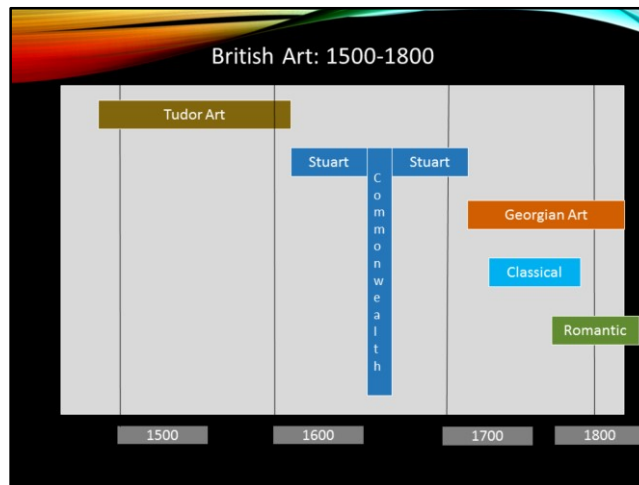 British Art: 1500-1800
Tudor Art
Stuart
Commonwealth
Stuart
Georgian Art
Classical
Romantic
1500
1600
1700
1800